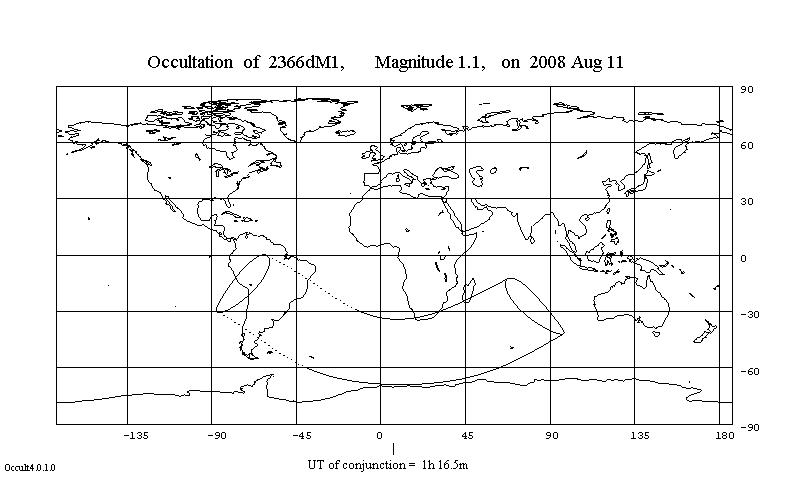 Occultation of 2366dM1, Magnitude 1.1, on 2008 Aug 11
90
60
30
0
-30
-60
-90
-135 -90 -45 0 45 90 135 180
UT of conjunction = 1h 16.5m
Occult4.0.1.0